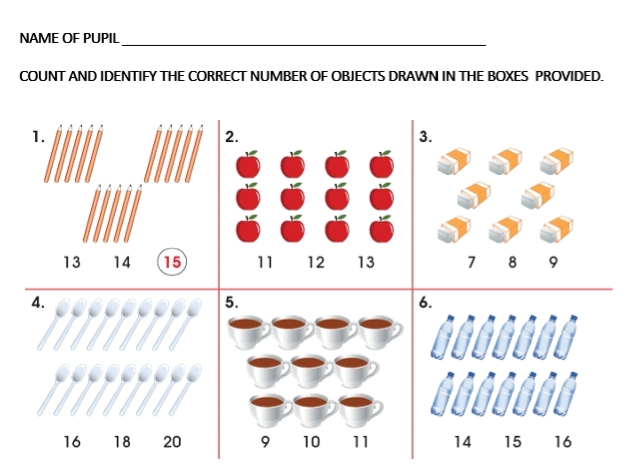 NAME OF PUPIL
COUNT AND IDENTIFY THE CORRECT NUMBER OF OBJECTS DRAWN IN THE BOXES PROVIDED.
1. 2. 3.
13 14 15 11 12 13 7 8 9
4. 5. 6.
16 18 20 9 10 11 14 15 16